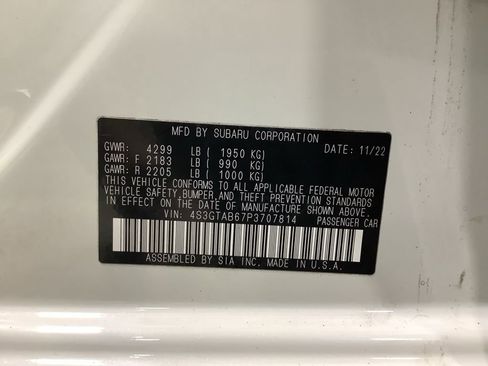 MFD BY SUBARU CORPORATION
GVWR: 4299 LB ( 1950 KG) DATE: 11/22
GAWR: F 2183 LB ( 990 KG)
GAWR: R 2205 LB ( 1000 KG)
THIS VEHICLE CONFORMS TO ALL APPLICABLE FEDERAL MOTOR
VEHICLE SAFETY,BUMPER,AND THEFT PREVENTION STANDARDS
IN EFFECT ON THE DATE OF MANUFACTURE SHOWN ABOVE.
VIN: 4S3GTAB67P3707814 PASSENGER CAR
ASSEMBLED BY SIA INC. MADE IN U.S.A.